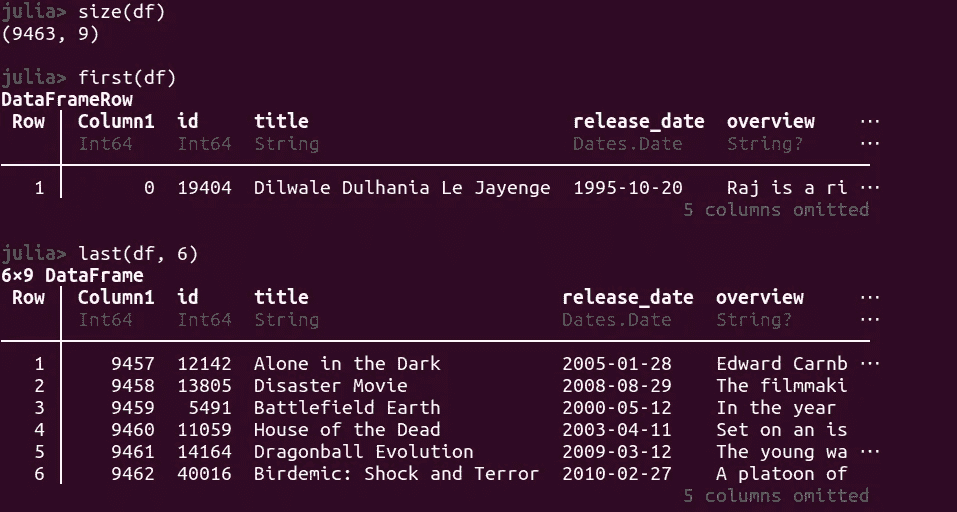 julia> size(df)
(9463, 9)
julia> first(df)
DataFrameRow
Row Column1 id title release_date overview ⋯
Int64 Int64 String Dates.Date String? ⋯
1 0 19404 Dilwale Dulhania Le Jayenge 1995-10-20 Raj is a ri ⋯
5 columns omitted
julia> last(df, 6)
6×9 DataFrame
Row Column1 id title release_date overview ⋯
Int64 Int64 String Dates.Date String? ⋯
1 9457 12142 Alone in the Dark 2005-01-28 Edward Carnb ⋯
2 9458 13805 Disaster Movie 2008-08-29 The filmmaki
3 9459 5491 Battlefield Earth 2000-05-12 In the year
4 9460 11059 House of the Dead 2003-04-11 Set on an is
5 9461 14164 Dragonball Evolution 2009-03-12 The young wa ⋯
6 9462 40016 Birdemic: Shock and Terror 2010-02-27 A platoon of
5 columns omitted